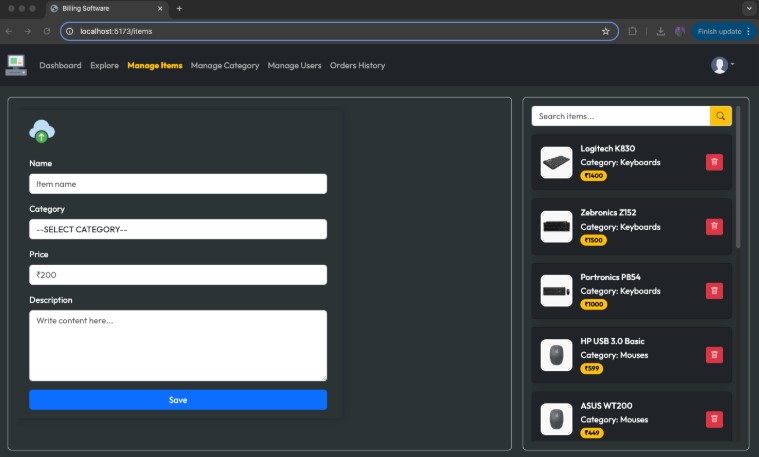 Billing Software
localhost:5173/items
Finish update
Dashboard
Explore
Manage Items
Manage Category
Manage Users
Orders History
Name
Item name
Category
--SELECT CATEGORY--
Price
₹200
Description
Write content here...
Save
Search items...
Logitech K830
Category: Keyboards
₹1400
Zebronics Z152
Category: Keyboards
₹1500
Portronics P854
Category: Keyboards
₹1000
HP USB 3.0 Basic
Category: Mouses
₹599
ASUS WT200
Category: Mouses
₹449